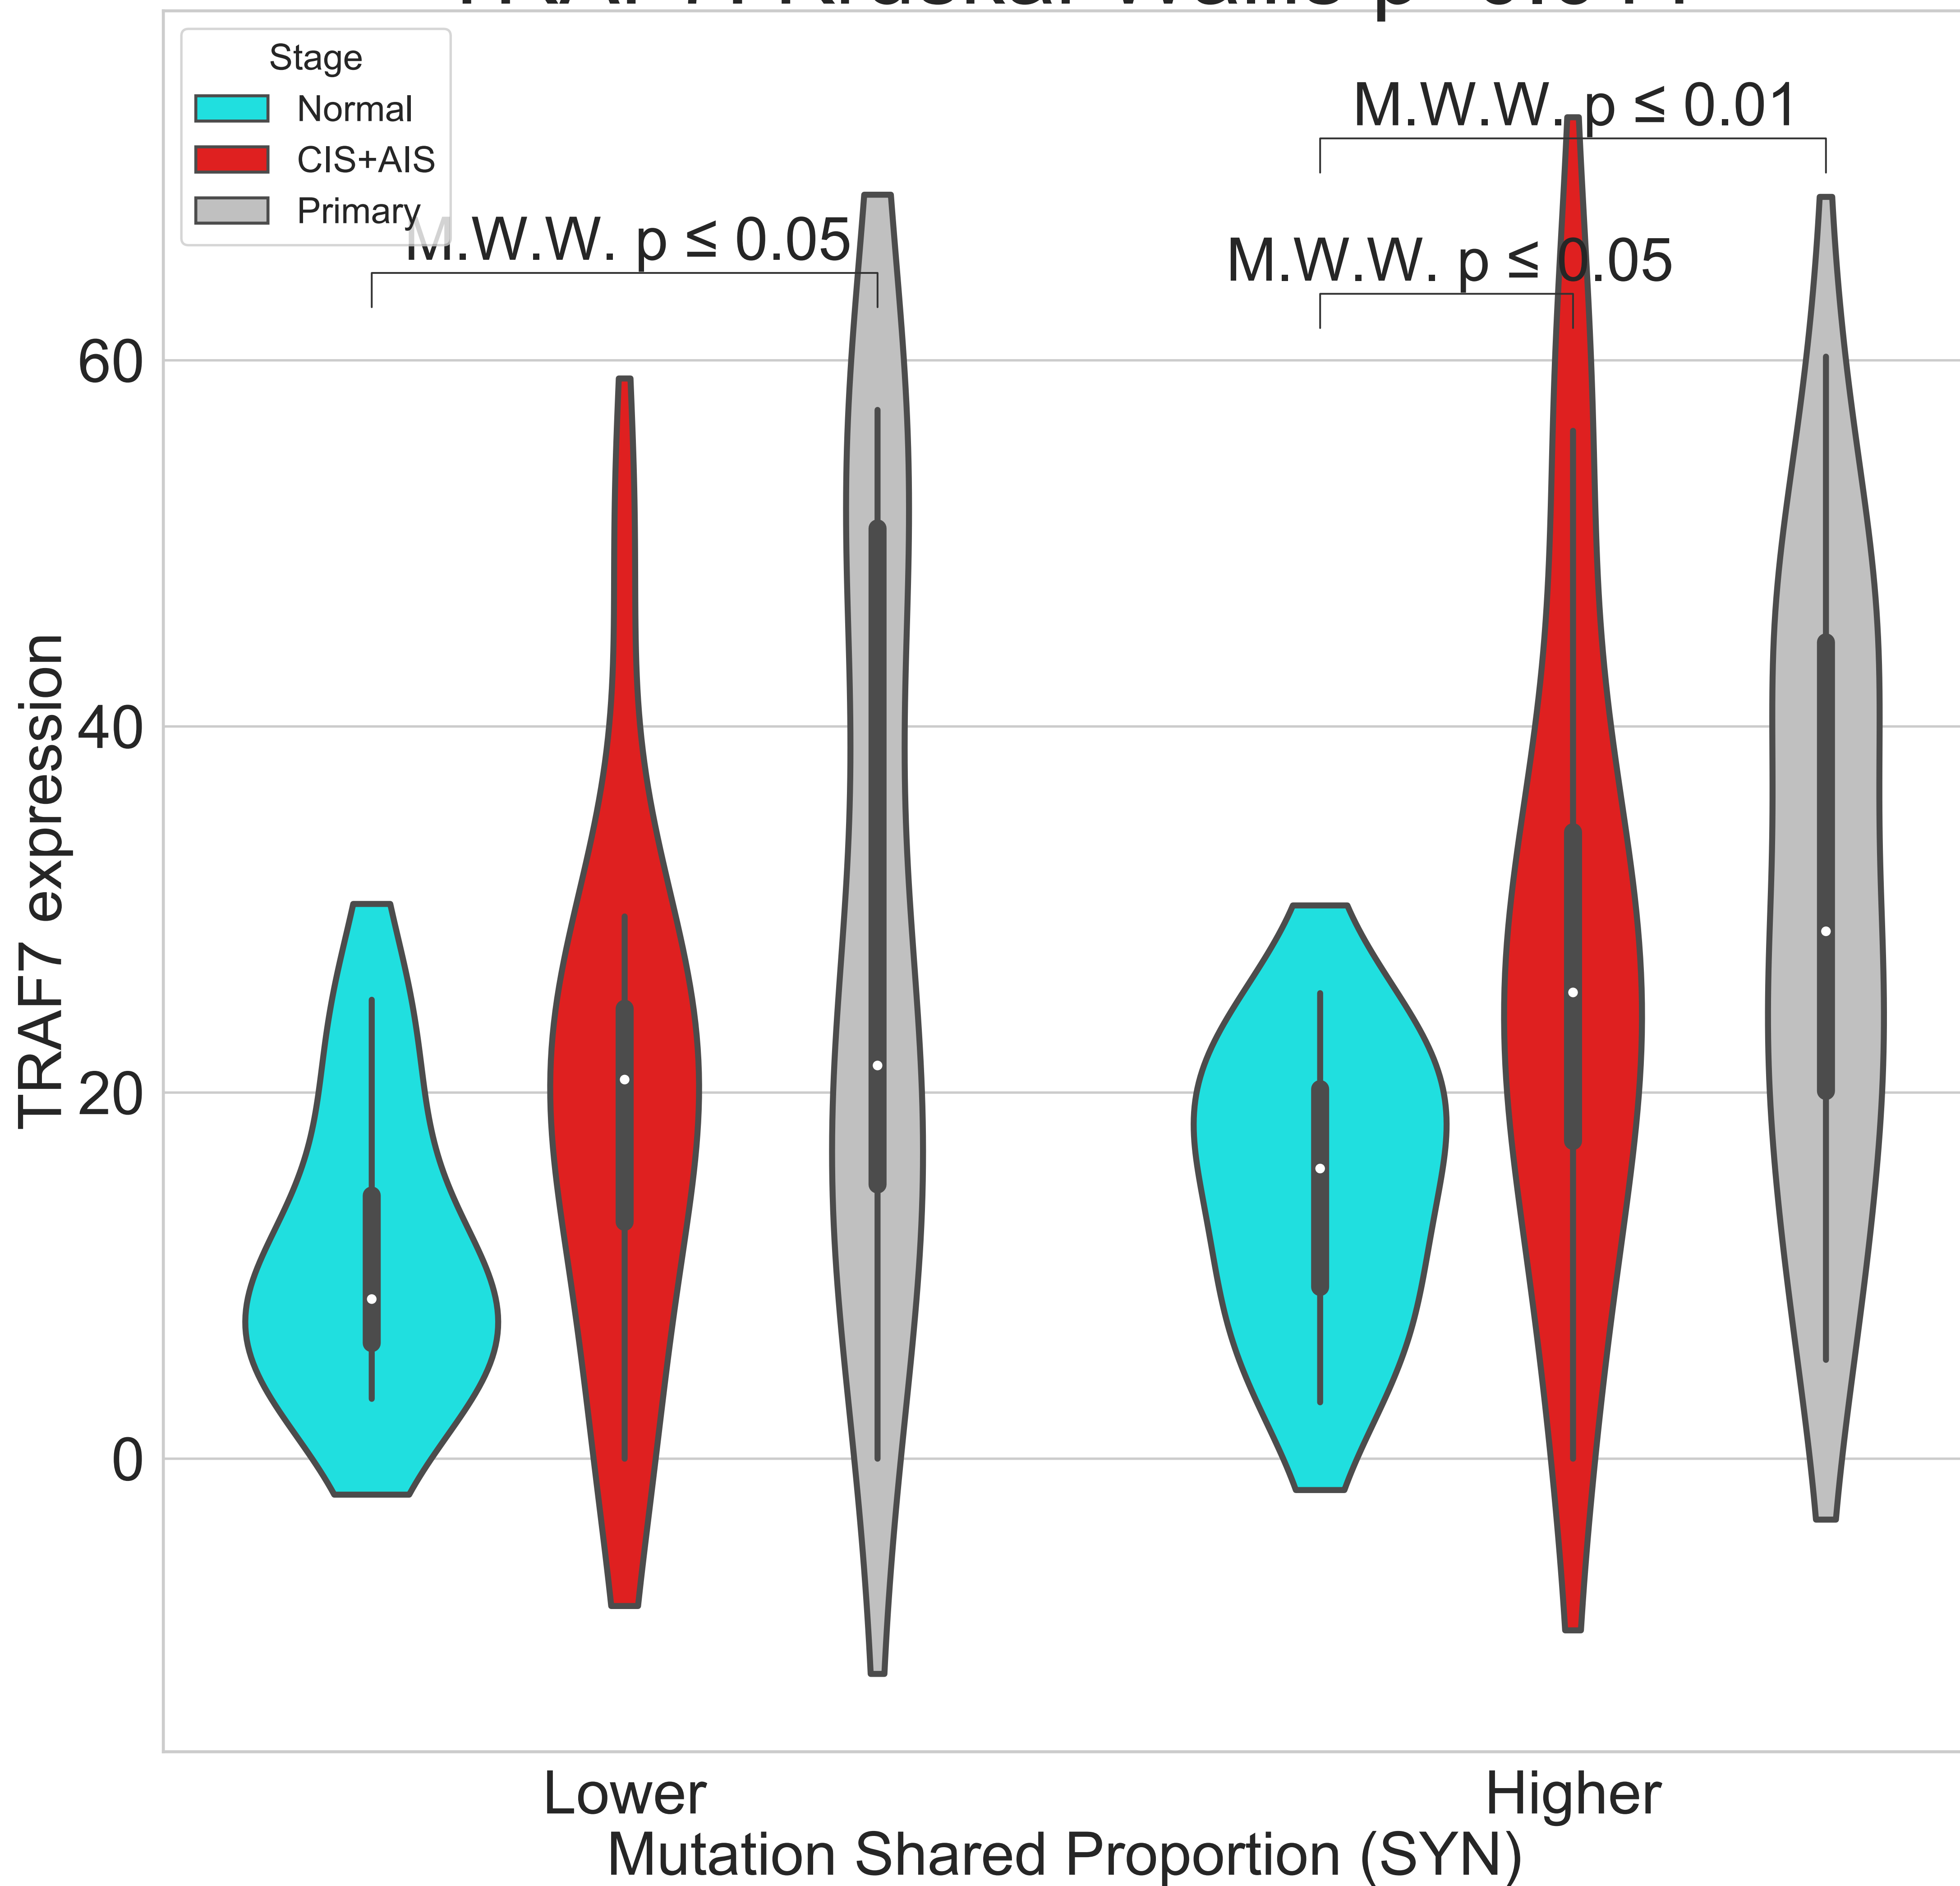 Stage
Normal
CIS+AIS
Primary
M.W.W. p ≤ 0.01
M.W.W. p ≤ 0.05
M.W.W. p ≤ 0.05
60
40
20
0
TRAF7 expression
Lower
Higher
Mutation Shared Proportion (SYN)